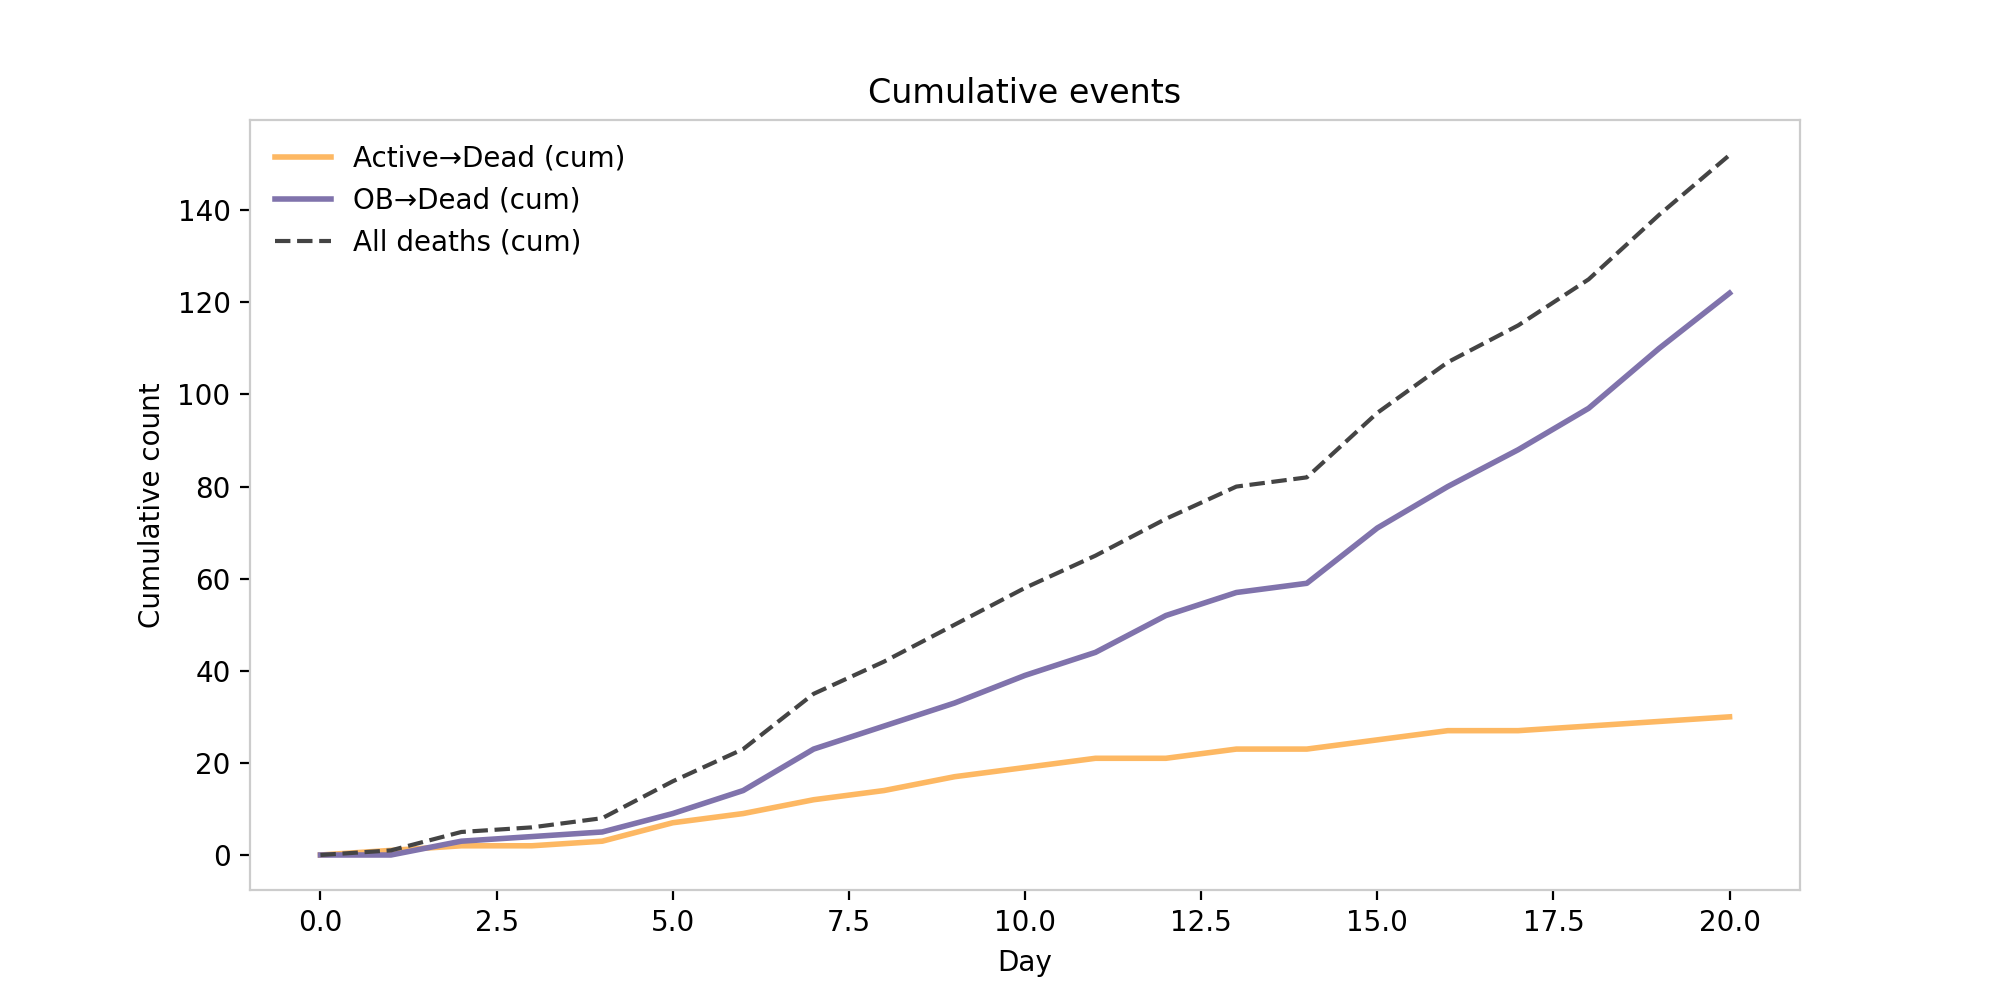 Cumulative events
Active→Dead (cum)
OB→Dead (cum)
All deaths (cum)
Cumulative count
140
120
100
80
60
40
20
0
0.0 2.5 5.0 7.5 10.0 12.5 15.0 17.5 20.0
Day